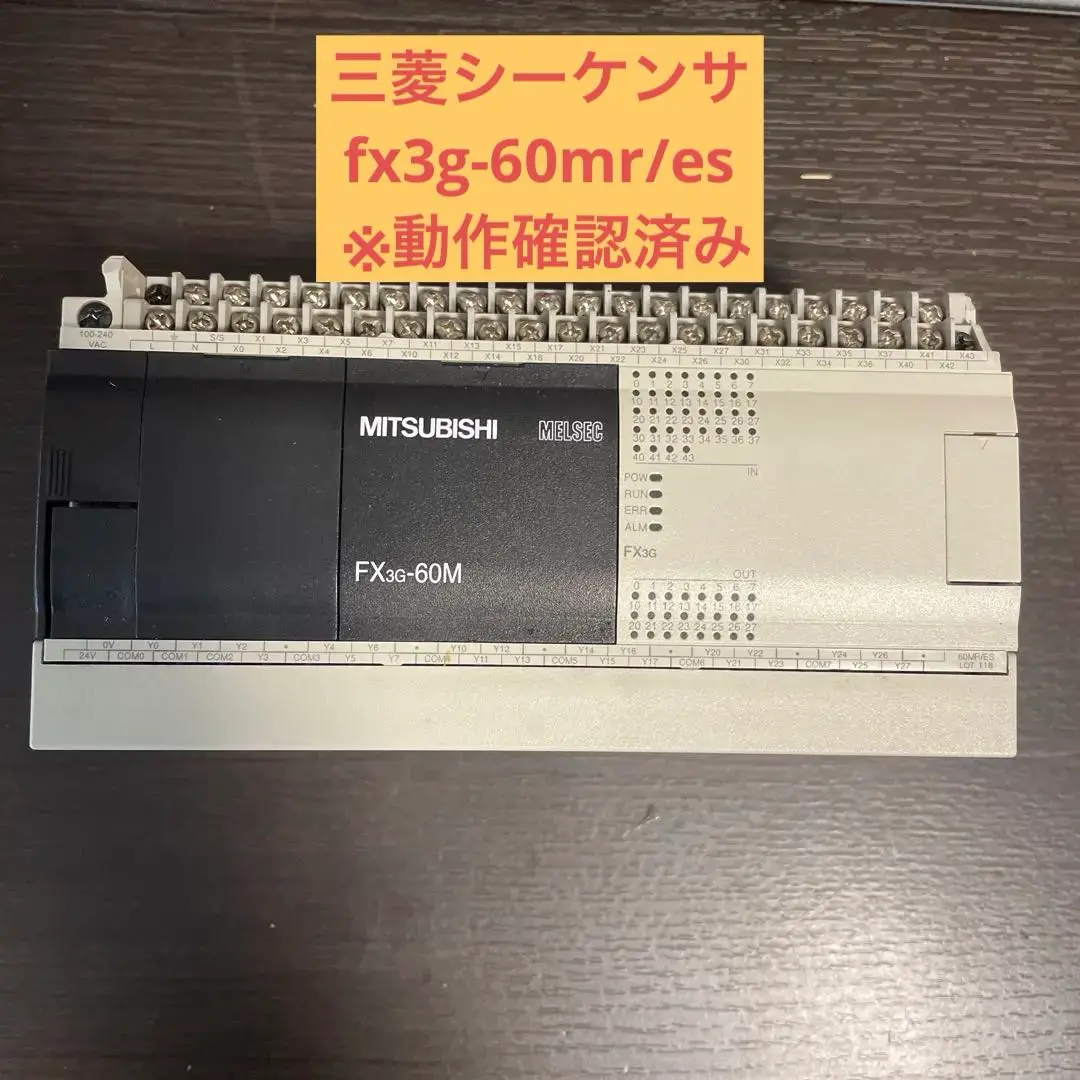 三菱シーケンサ
fx3g-60mr/es
※動作確認済み
100-240
VAC
⏚ S/S X1 X3 X5 X7 X11 X13 X15 X17 X21 X23 X25 X27 X31 X33 X35 X37 X41 X43
L N X0 X2 X4 X6 X10 X12 X14 X16 X20 X22 X24 X26 X30 X32 X34 X36 X40 X42
MITSUBISHI MELSEC
0 1 2 3 4 5 6 7
10 11 12 13 14 15 16 17
20 21 22 23 24 25 26 27
30 31 32 33 34 35 36 37
40 41 42 43
IN
POW
RUN
ERR
ALM
FX3G
FX3G-60M
OUT
0 1 2 3 4 5 6 7
10 11 12 13 14 15 16 17
20 21 22 23 24 25 26 27
0V Y0 Y1 Y2 • Y4 Y6 Y10 Y12 • Y14 Y16 • Y20 Y22 • Y24 Y26 •
24V COM0 COM1 COM2 Y3 COM3 Y5 Y7 Y11 Y13 COM5 Y15 Y17 COM6 Y21 Y23 COM7 Y25 Y27
60MR/ES
LOT 118